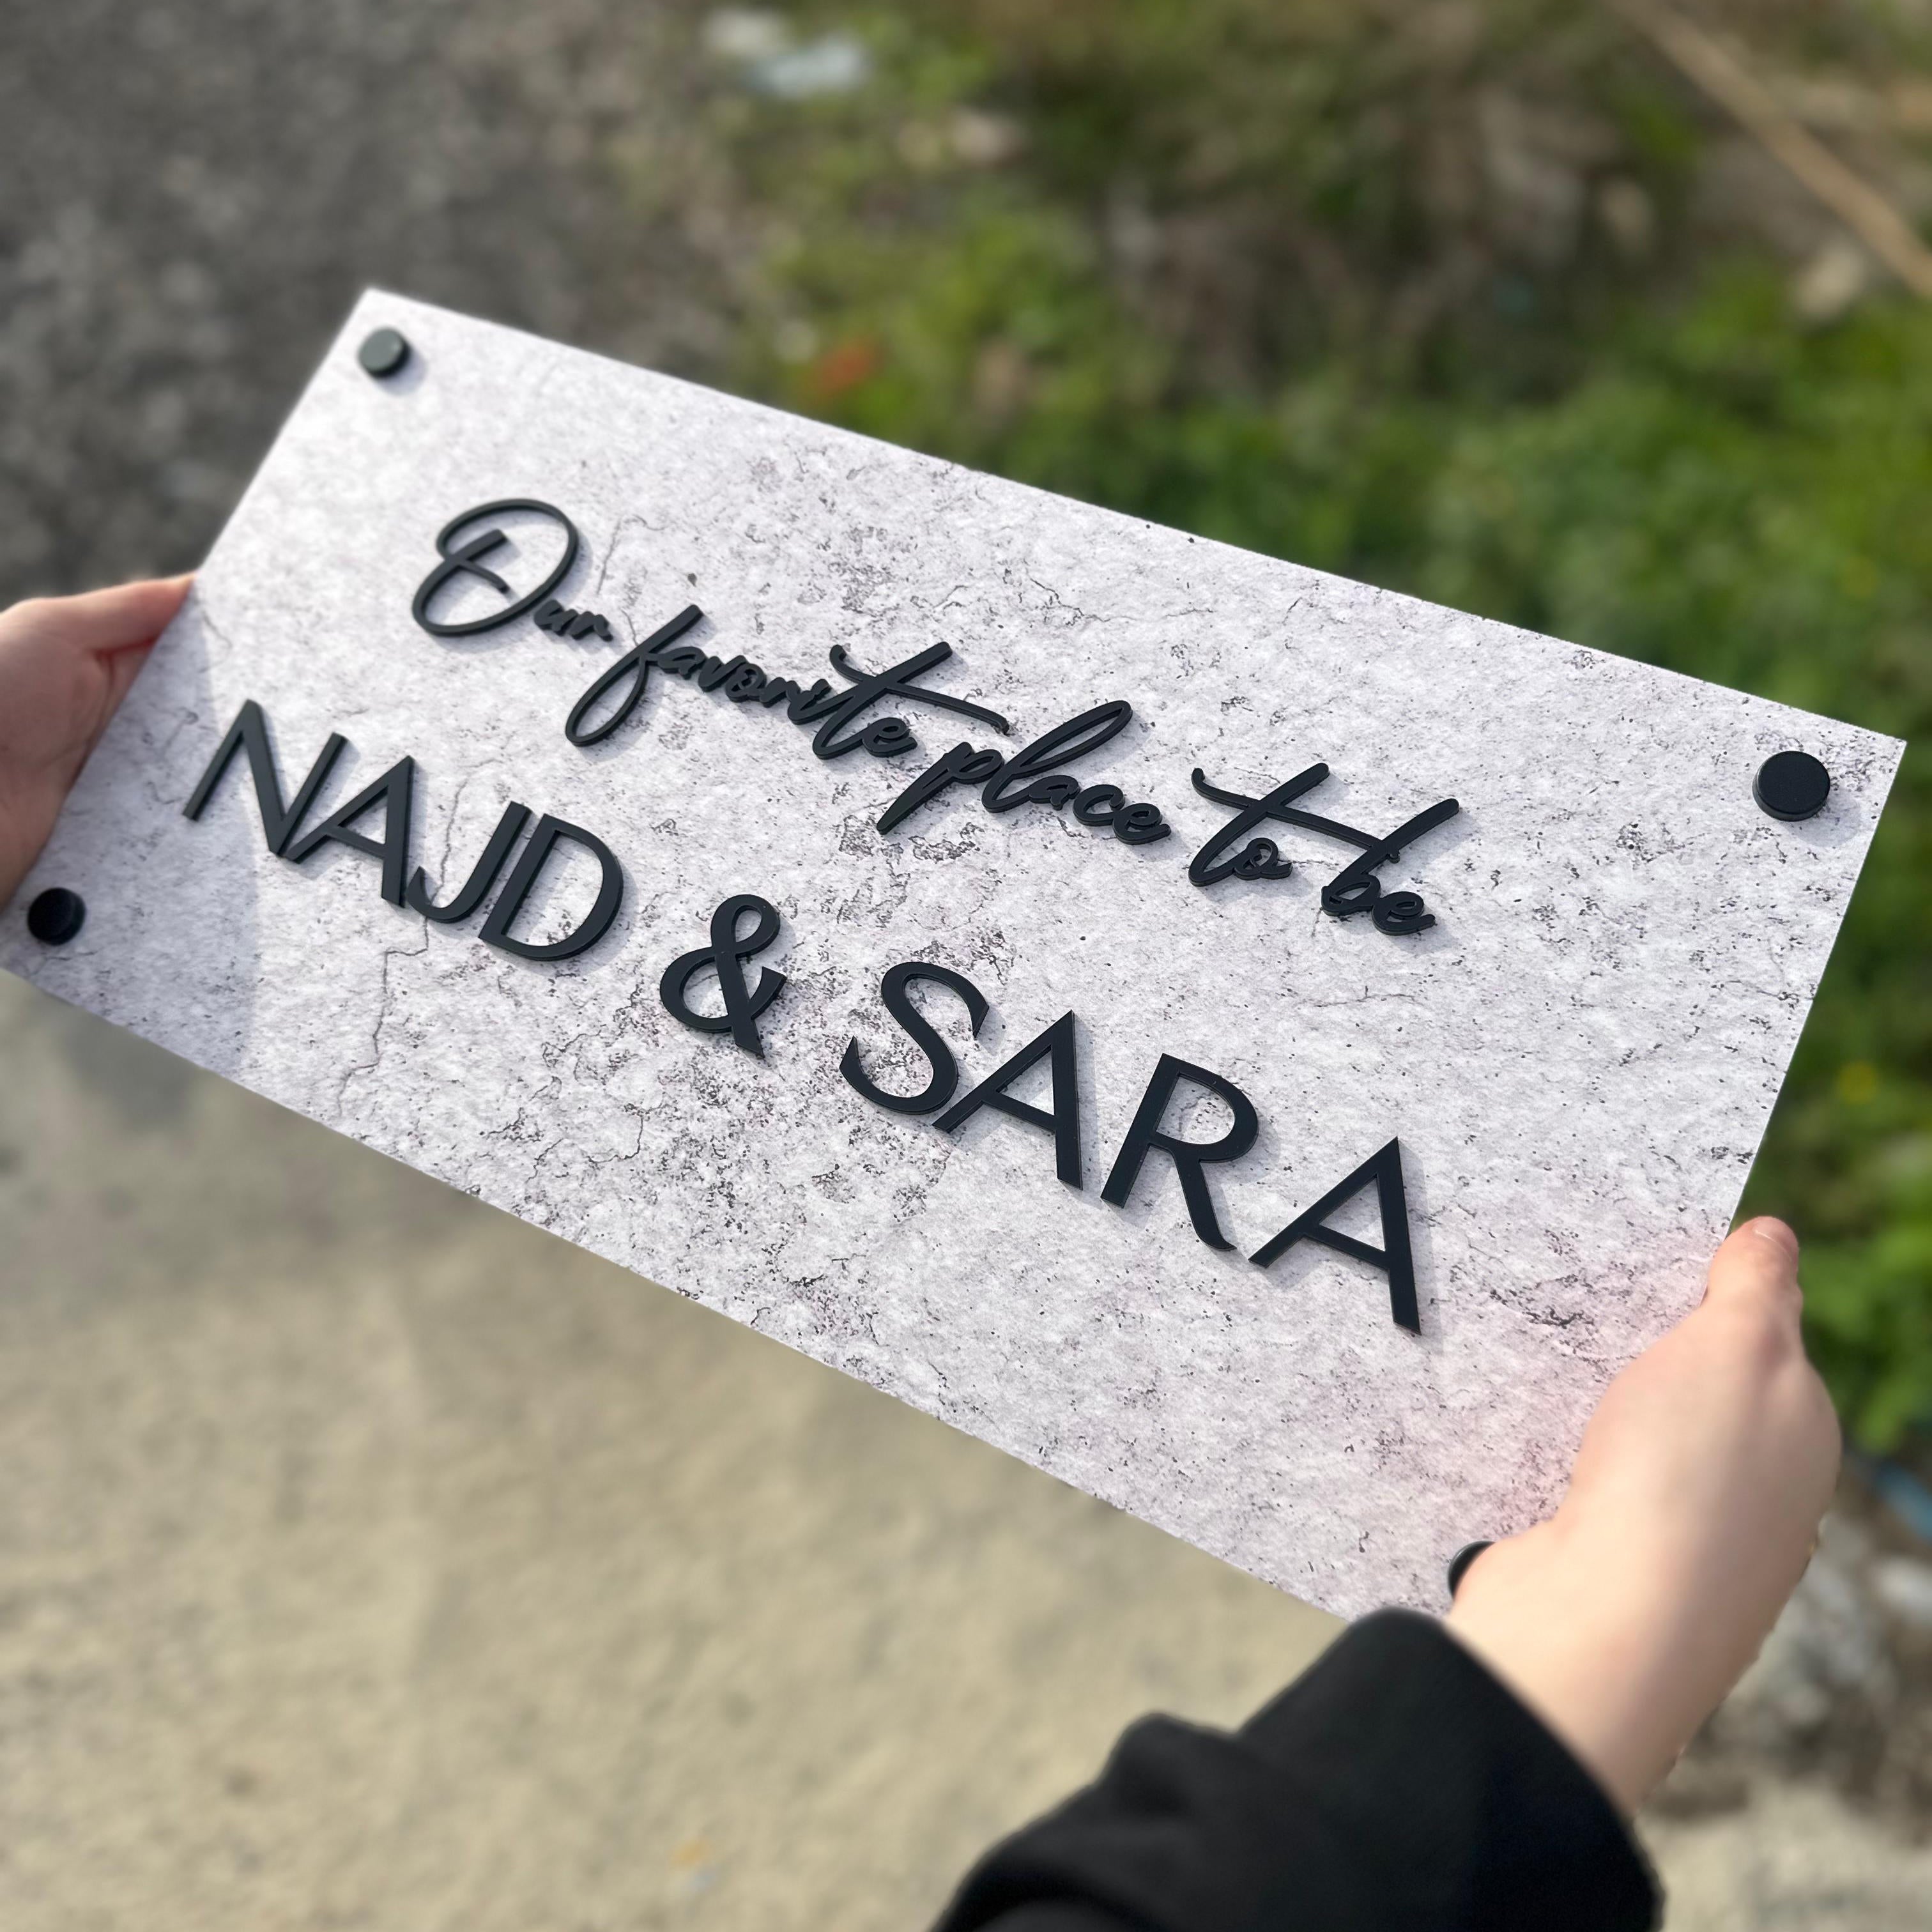 Our favorite place to be
NAJD & SARA